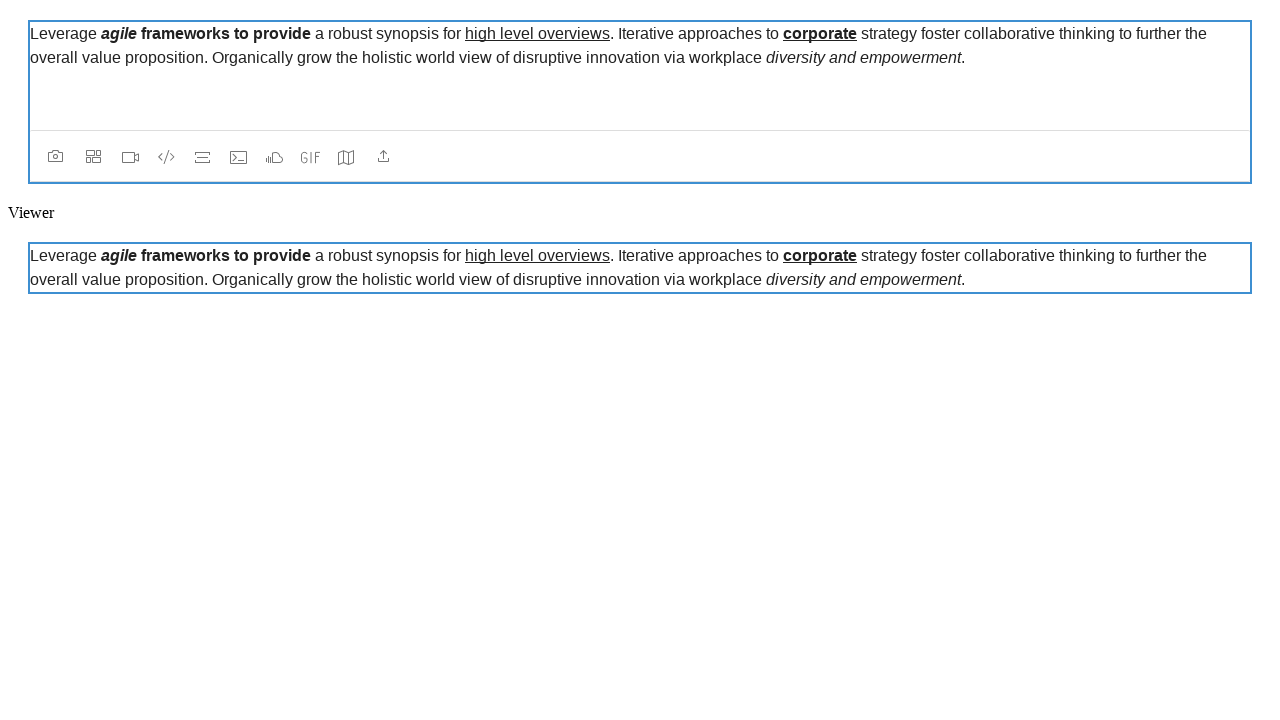 Leverage agile frameworks to provide a robust synopsis for high level overviews. Iterative approaches to corporate strategy foster collaborative thinking to further the
overall value proposition. Organically grow the holistic world view of disruptive innovation via workplace diversity and empowerment.
GIF
Viewer
Leverage agile frameworks to provide a robust synopsis for high level overviews. Iterative approaches to corporate strategy foster collaborative thinking to further the
overall value proposition. Organically grow the holistic world view of disruptive innovation via workplace diversity and empowerment.